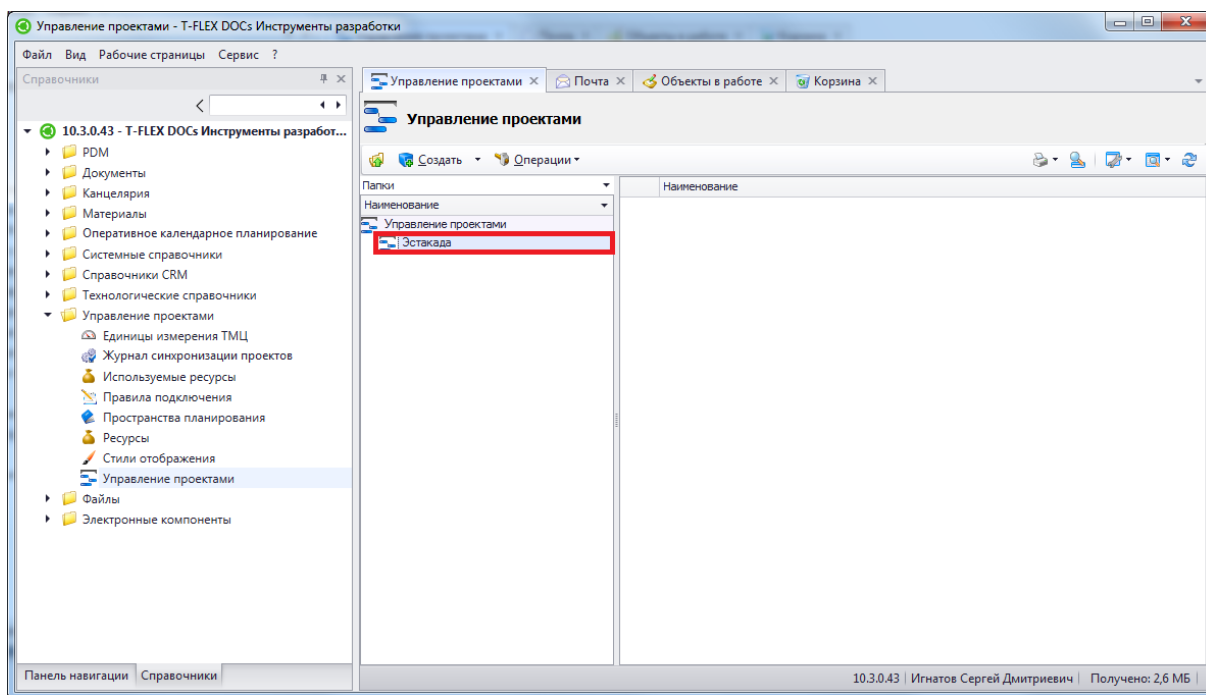 Управление проектами - T-FLEX DOCs Инструменты разработки
Файл Вид Рабочие страницы Сервис ?
Справочники
10.3.0.43 - T-FLEX DOCs Инструменты разработ...
PDM
Документы
Канцелярия
Материалы
Оперативное календарное планирование
Системные справочники
Справочники CRM
Технологические справочники
Управление проектами
Единицы измерения ТМЦ
Журнал синхронизации проектов
Используемые ресурсы
Правила подключения
Пространства планирования
Ресурсы
Стили отображения
Управление проектами
Файлы
Электронные компоненты
Панель навигации Справочники
Управление проектами Почта Объекты в работе Корзина
Управление проектами
Создать Операции
Папки
Наименование
Наименование
Управление проектами
Эстакада
10.3.0.43 | Игнатов Сергей Дмитриевич | Получено: 2,6 МБ